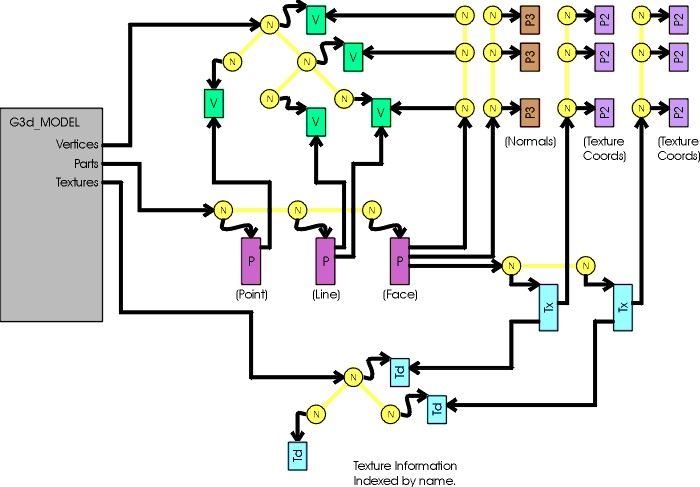 N V N N P3 N P2 N P2
N N V N N P3 N P2 N P2
V N V N V N N P3 N P2 N P2
G3d_MODEL
Vertices
Parts
Textures
(Normals) (Texture Coords) (Texture Coords)
N N N
P P P
(Point) (Line) (Face)
N N
Tx Tx
N Td
N N Td
Td
Texture Information
Indexed by name.